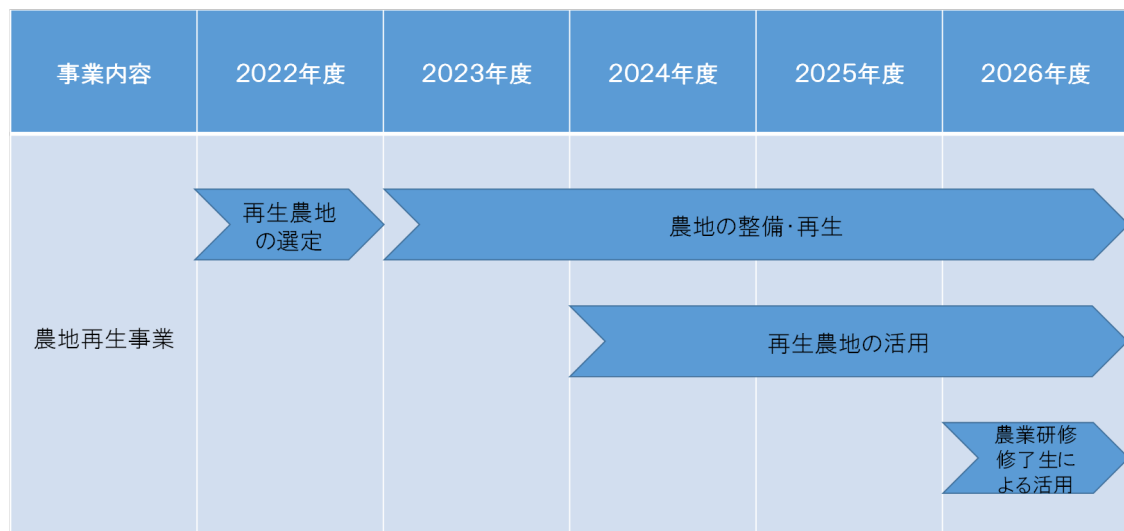 事業内容 2022年度 2023年度 2024年度 2025年度 2026年度
再生農地
の選定
農地の整備・再生
農地再生事業
再生農地の活用
農業研修
修了生に
よる活用